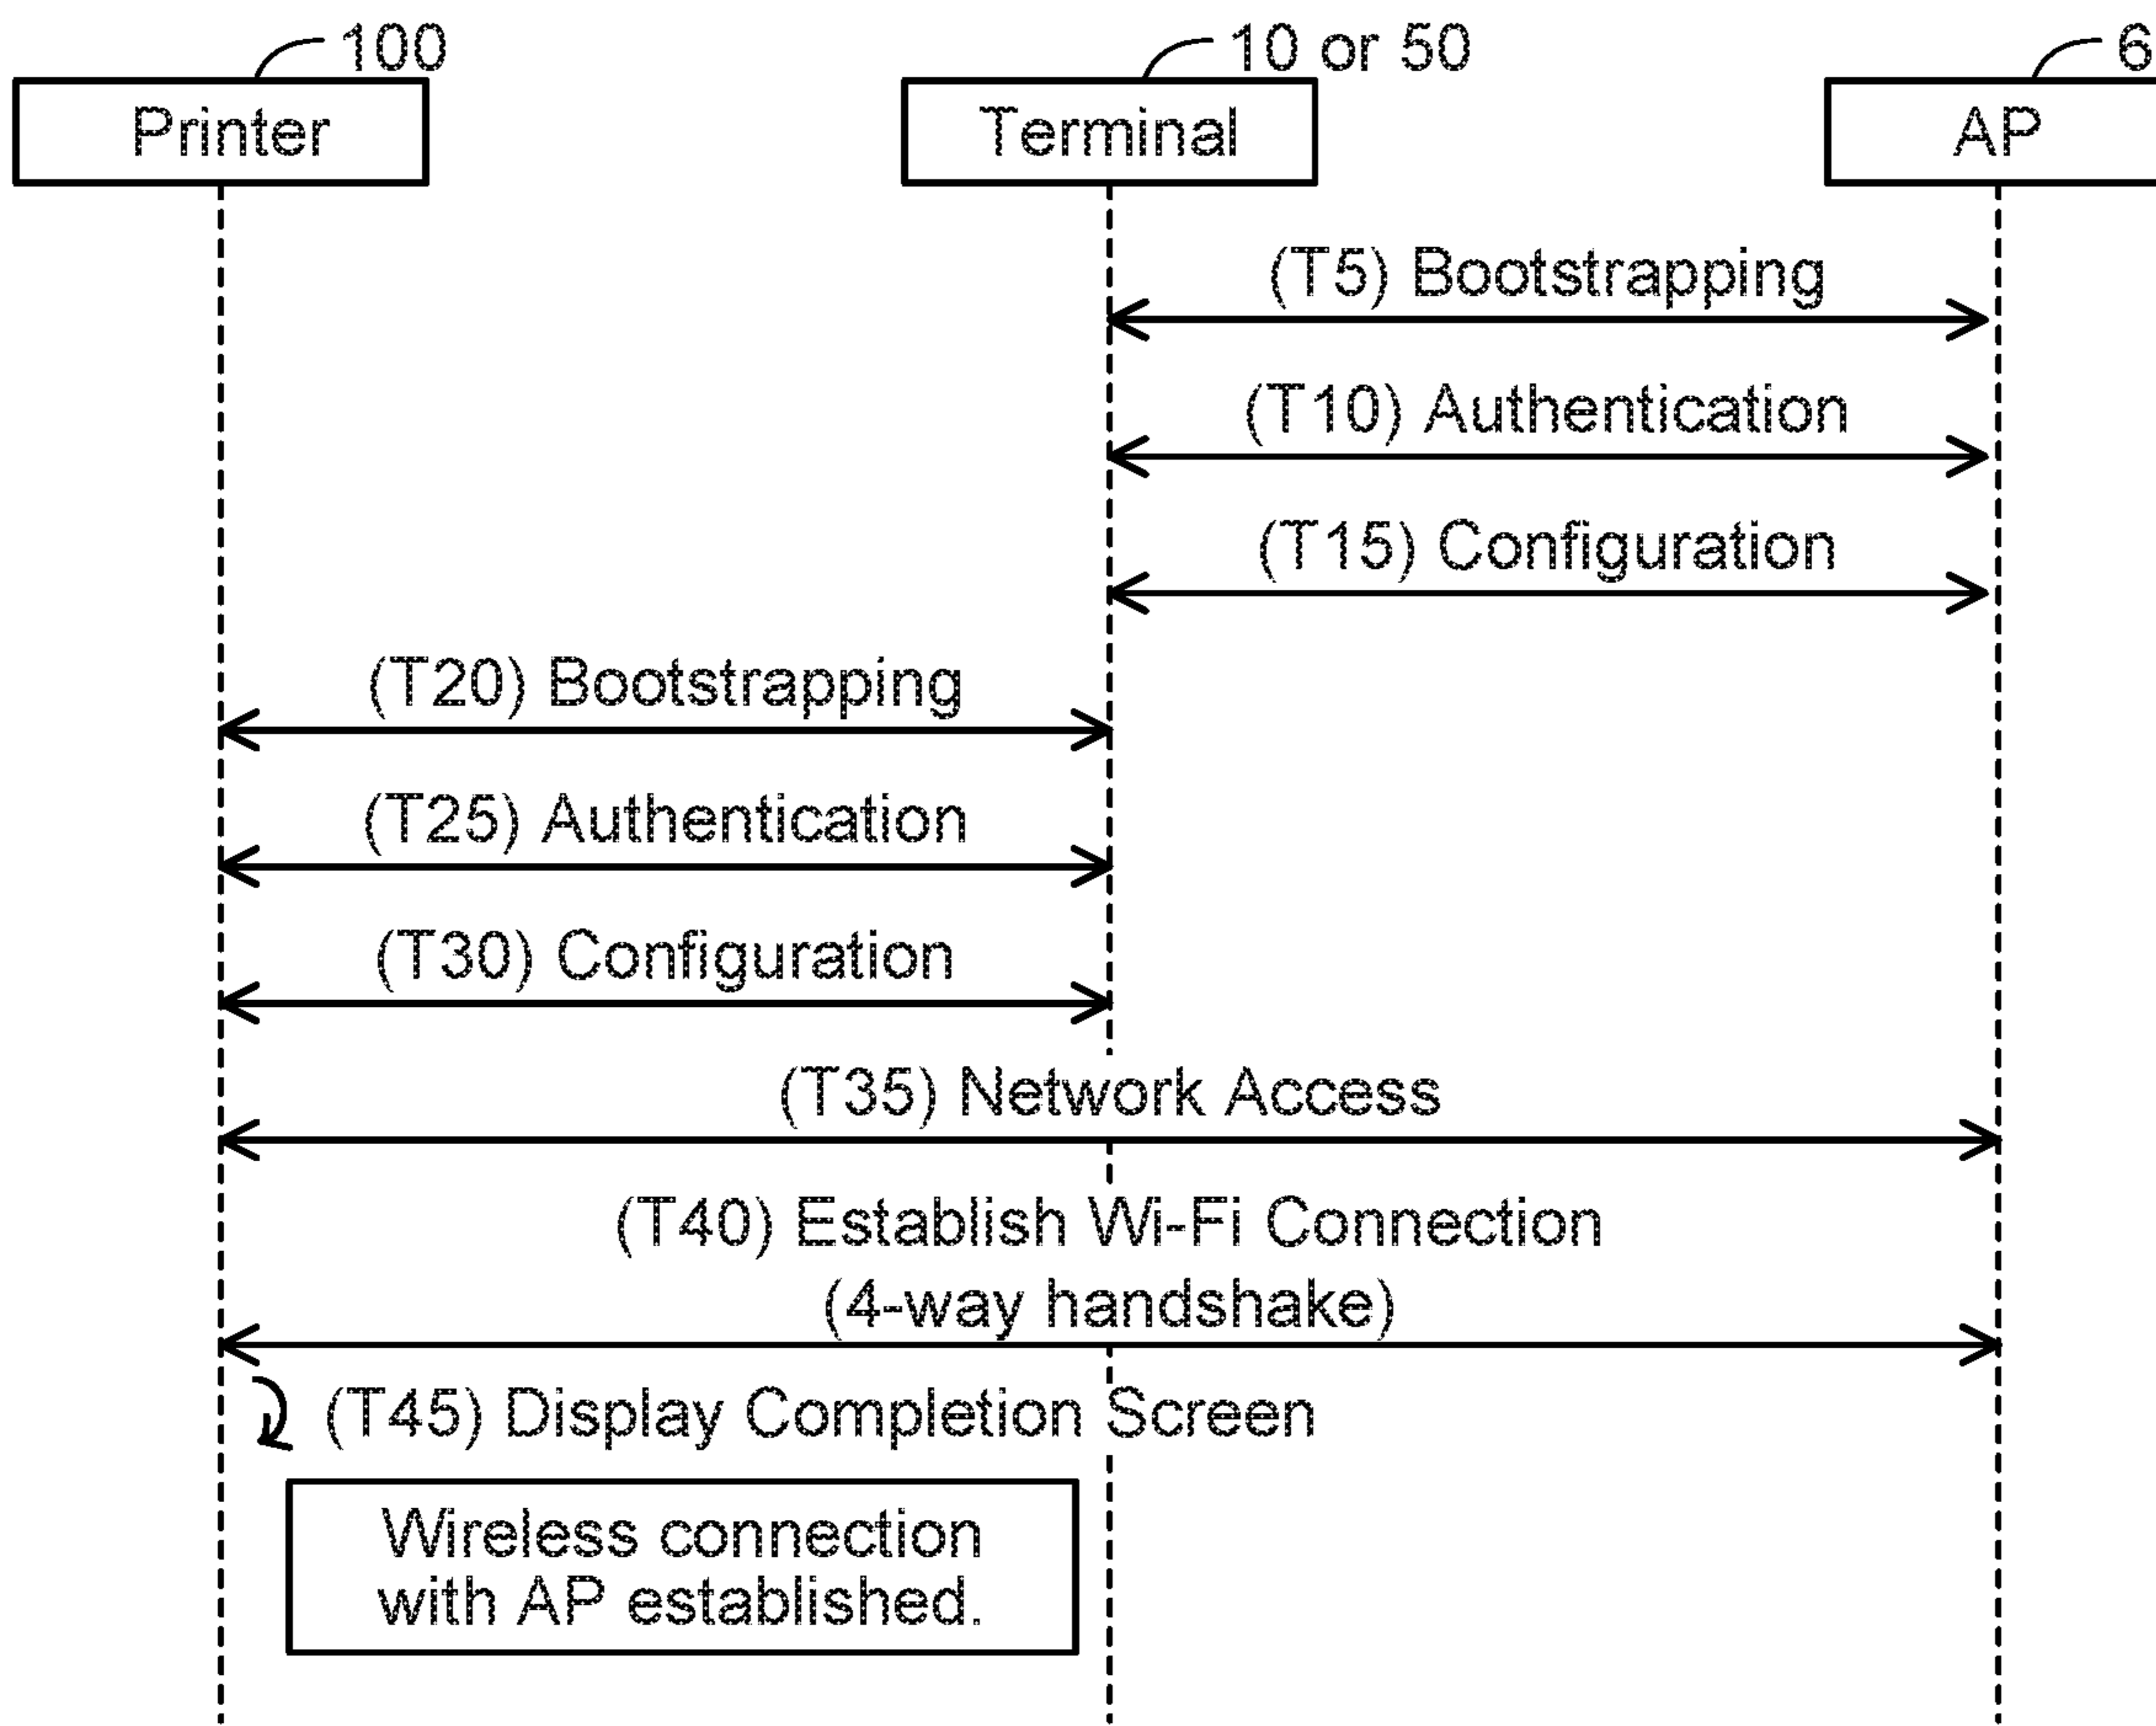 100
10 or 50
6
Printer
Terminal
AP
(T5) Bootstrapping
(T10) Authentication
(T15) Configuration
(T20) Bootstrapping
(T25) Authentication
(T30) Configuration
(T35) Network Access
(T40) Establish Wi-Fi Connection
(4-way handshake)
(T45) Display Completion Screen
Wireless connection
with AP established.